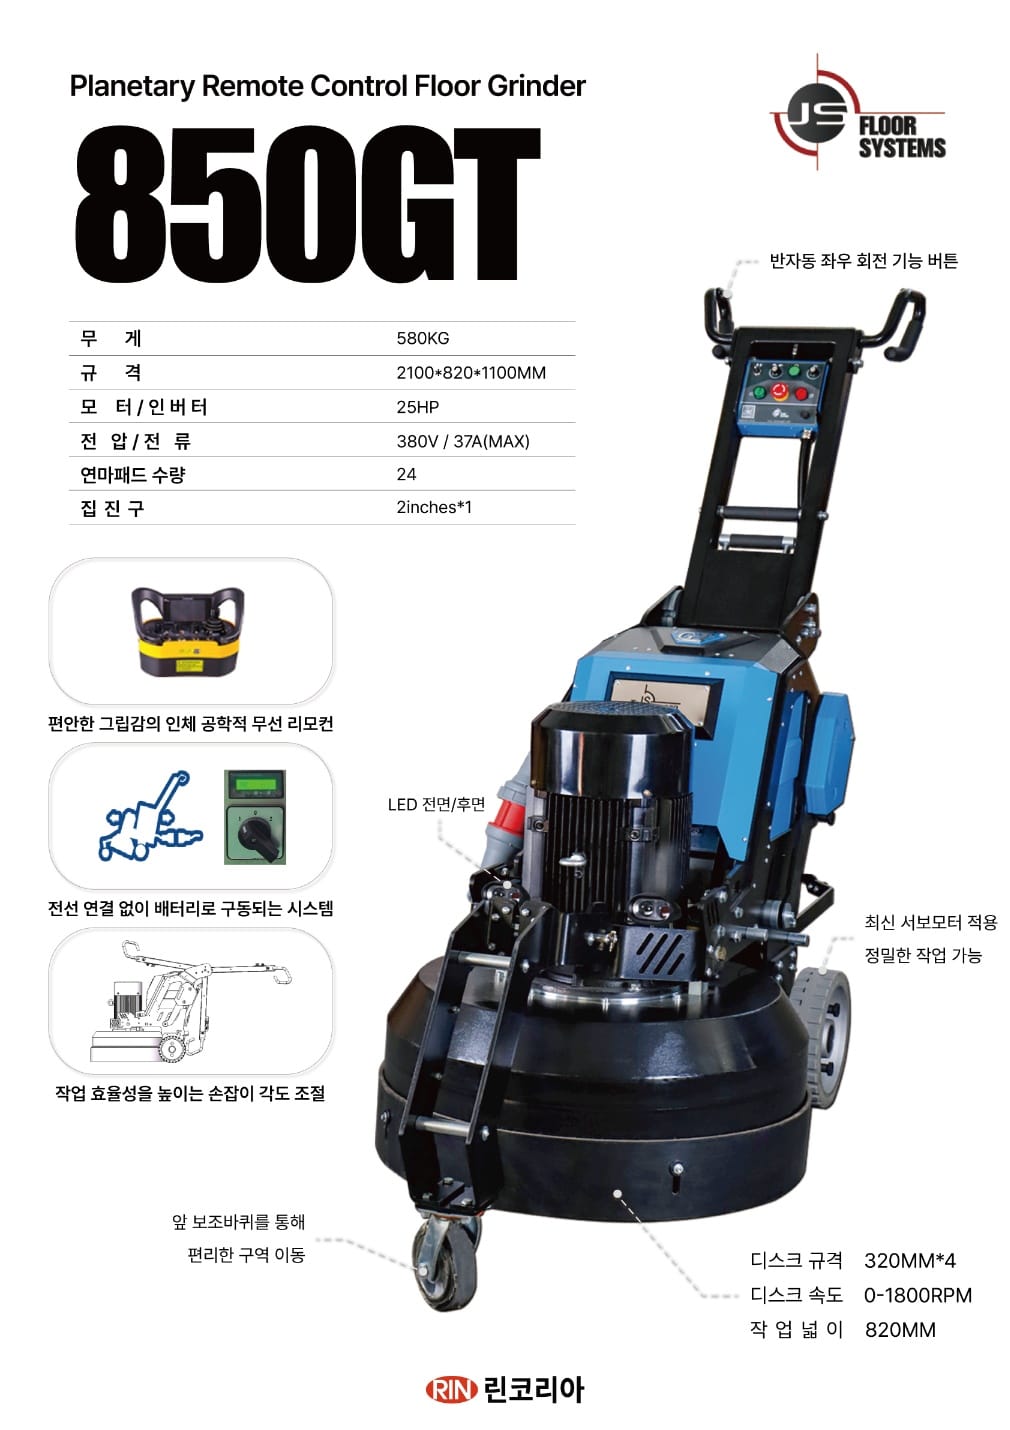 Planetary Remote Control Floor Grinder
850GT
JS FLOOR
SYSTEMS
반자동 좌우 회전 기능 버튼
무 게 580KG
규 격 2100*820*1100MM
모 터 / 인 버 터 25HP
전 압 / 전 류 380V / 37A(MAX)
연마패드 수량 24
집 진 구 2inches*1
편안한 그립감의 인체 공학적 무선 리모컨
전선 연결 없이 배터리로 구동되는 시스템
작업 효율성을 높이는 손잡이 각도 조절
LED 전면/후면
최신 서보모터 적용
정밀한 작업 가능
앞 보조바퀴를 통해
편리한 구역 이동
디스크 규격 320MM*4
디스크 속도 0-1800RPM
작 업 넓 이 820MM
RIN 린코리아